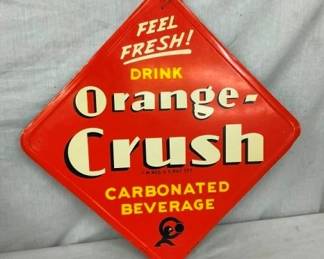 FEEL
FRESH!
DRINK
Orange-
Crush
CARBONATED
BEVERAGE